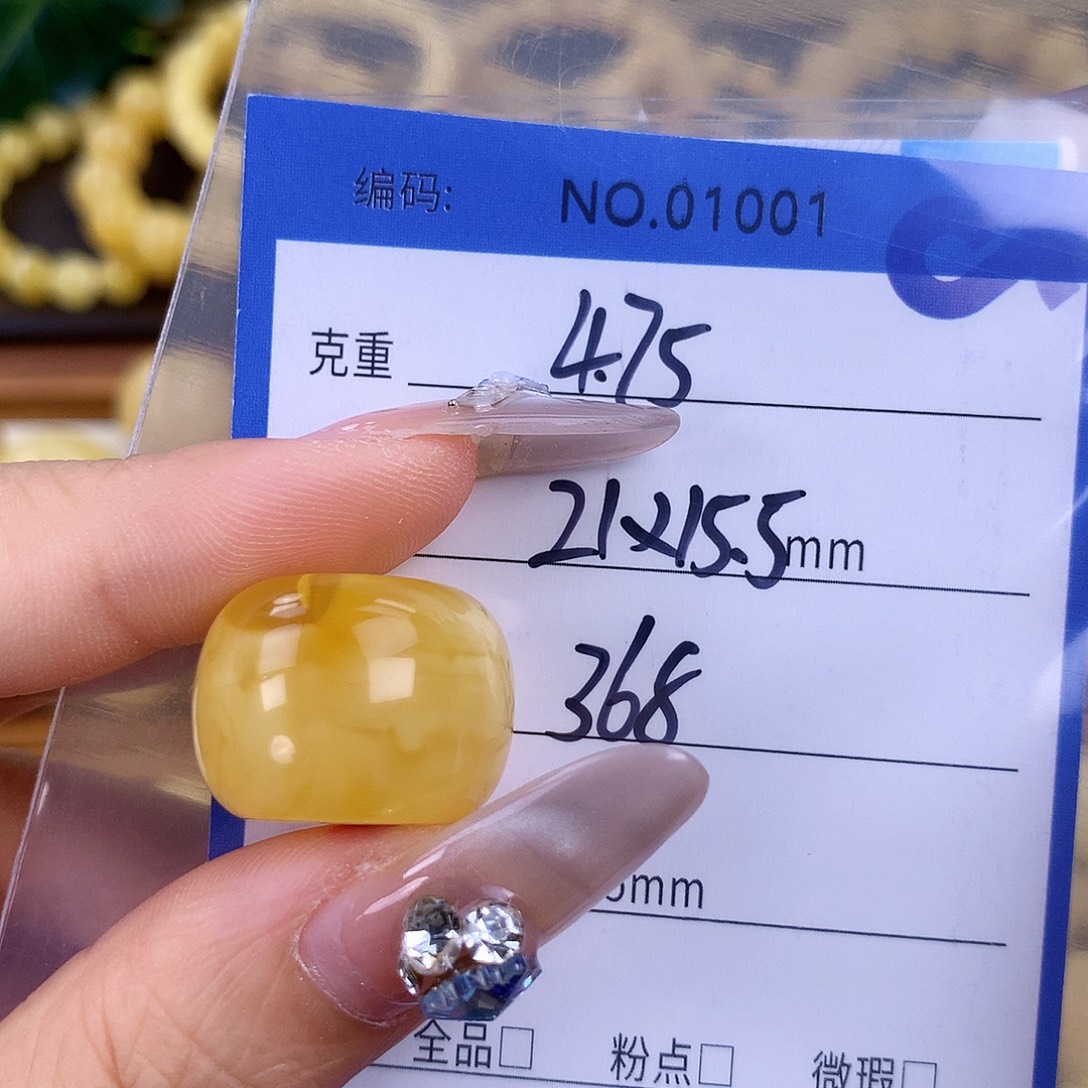 编码: NO.01001
克重 4.75
21x15.5mm
368
mm
全品□ 粉点□ 微瑕□